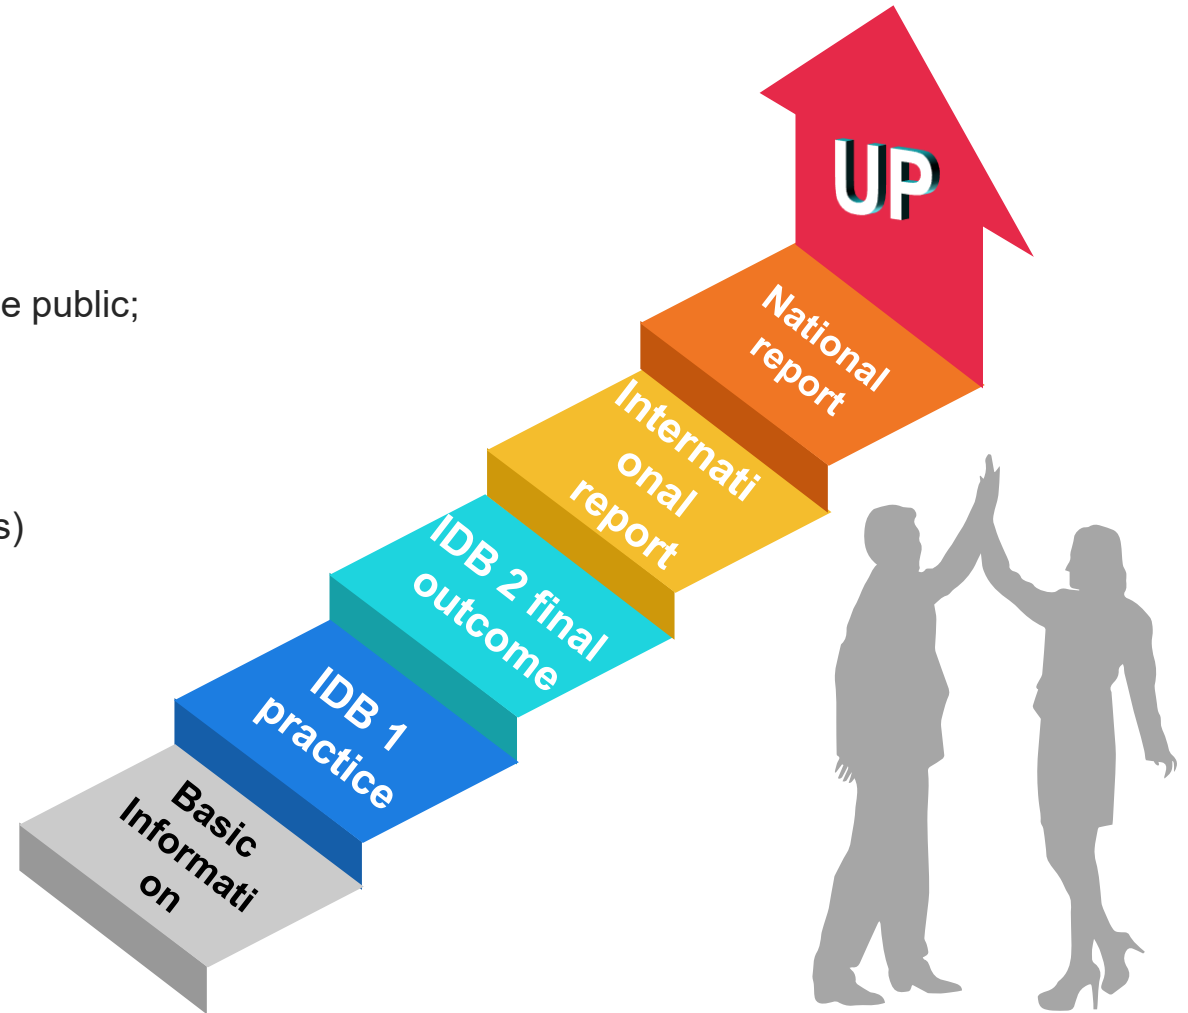 UP
e public;
National
report
Internati
onal
report
s)
IDB 2 final
outcome
IDB 1
practice
Basic
Informati
on